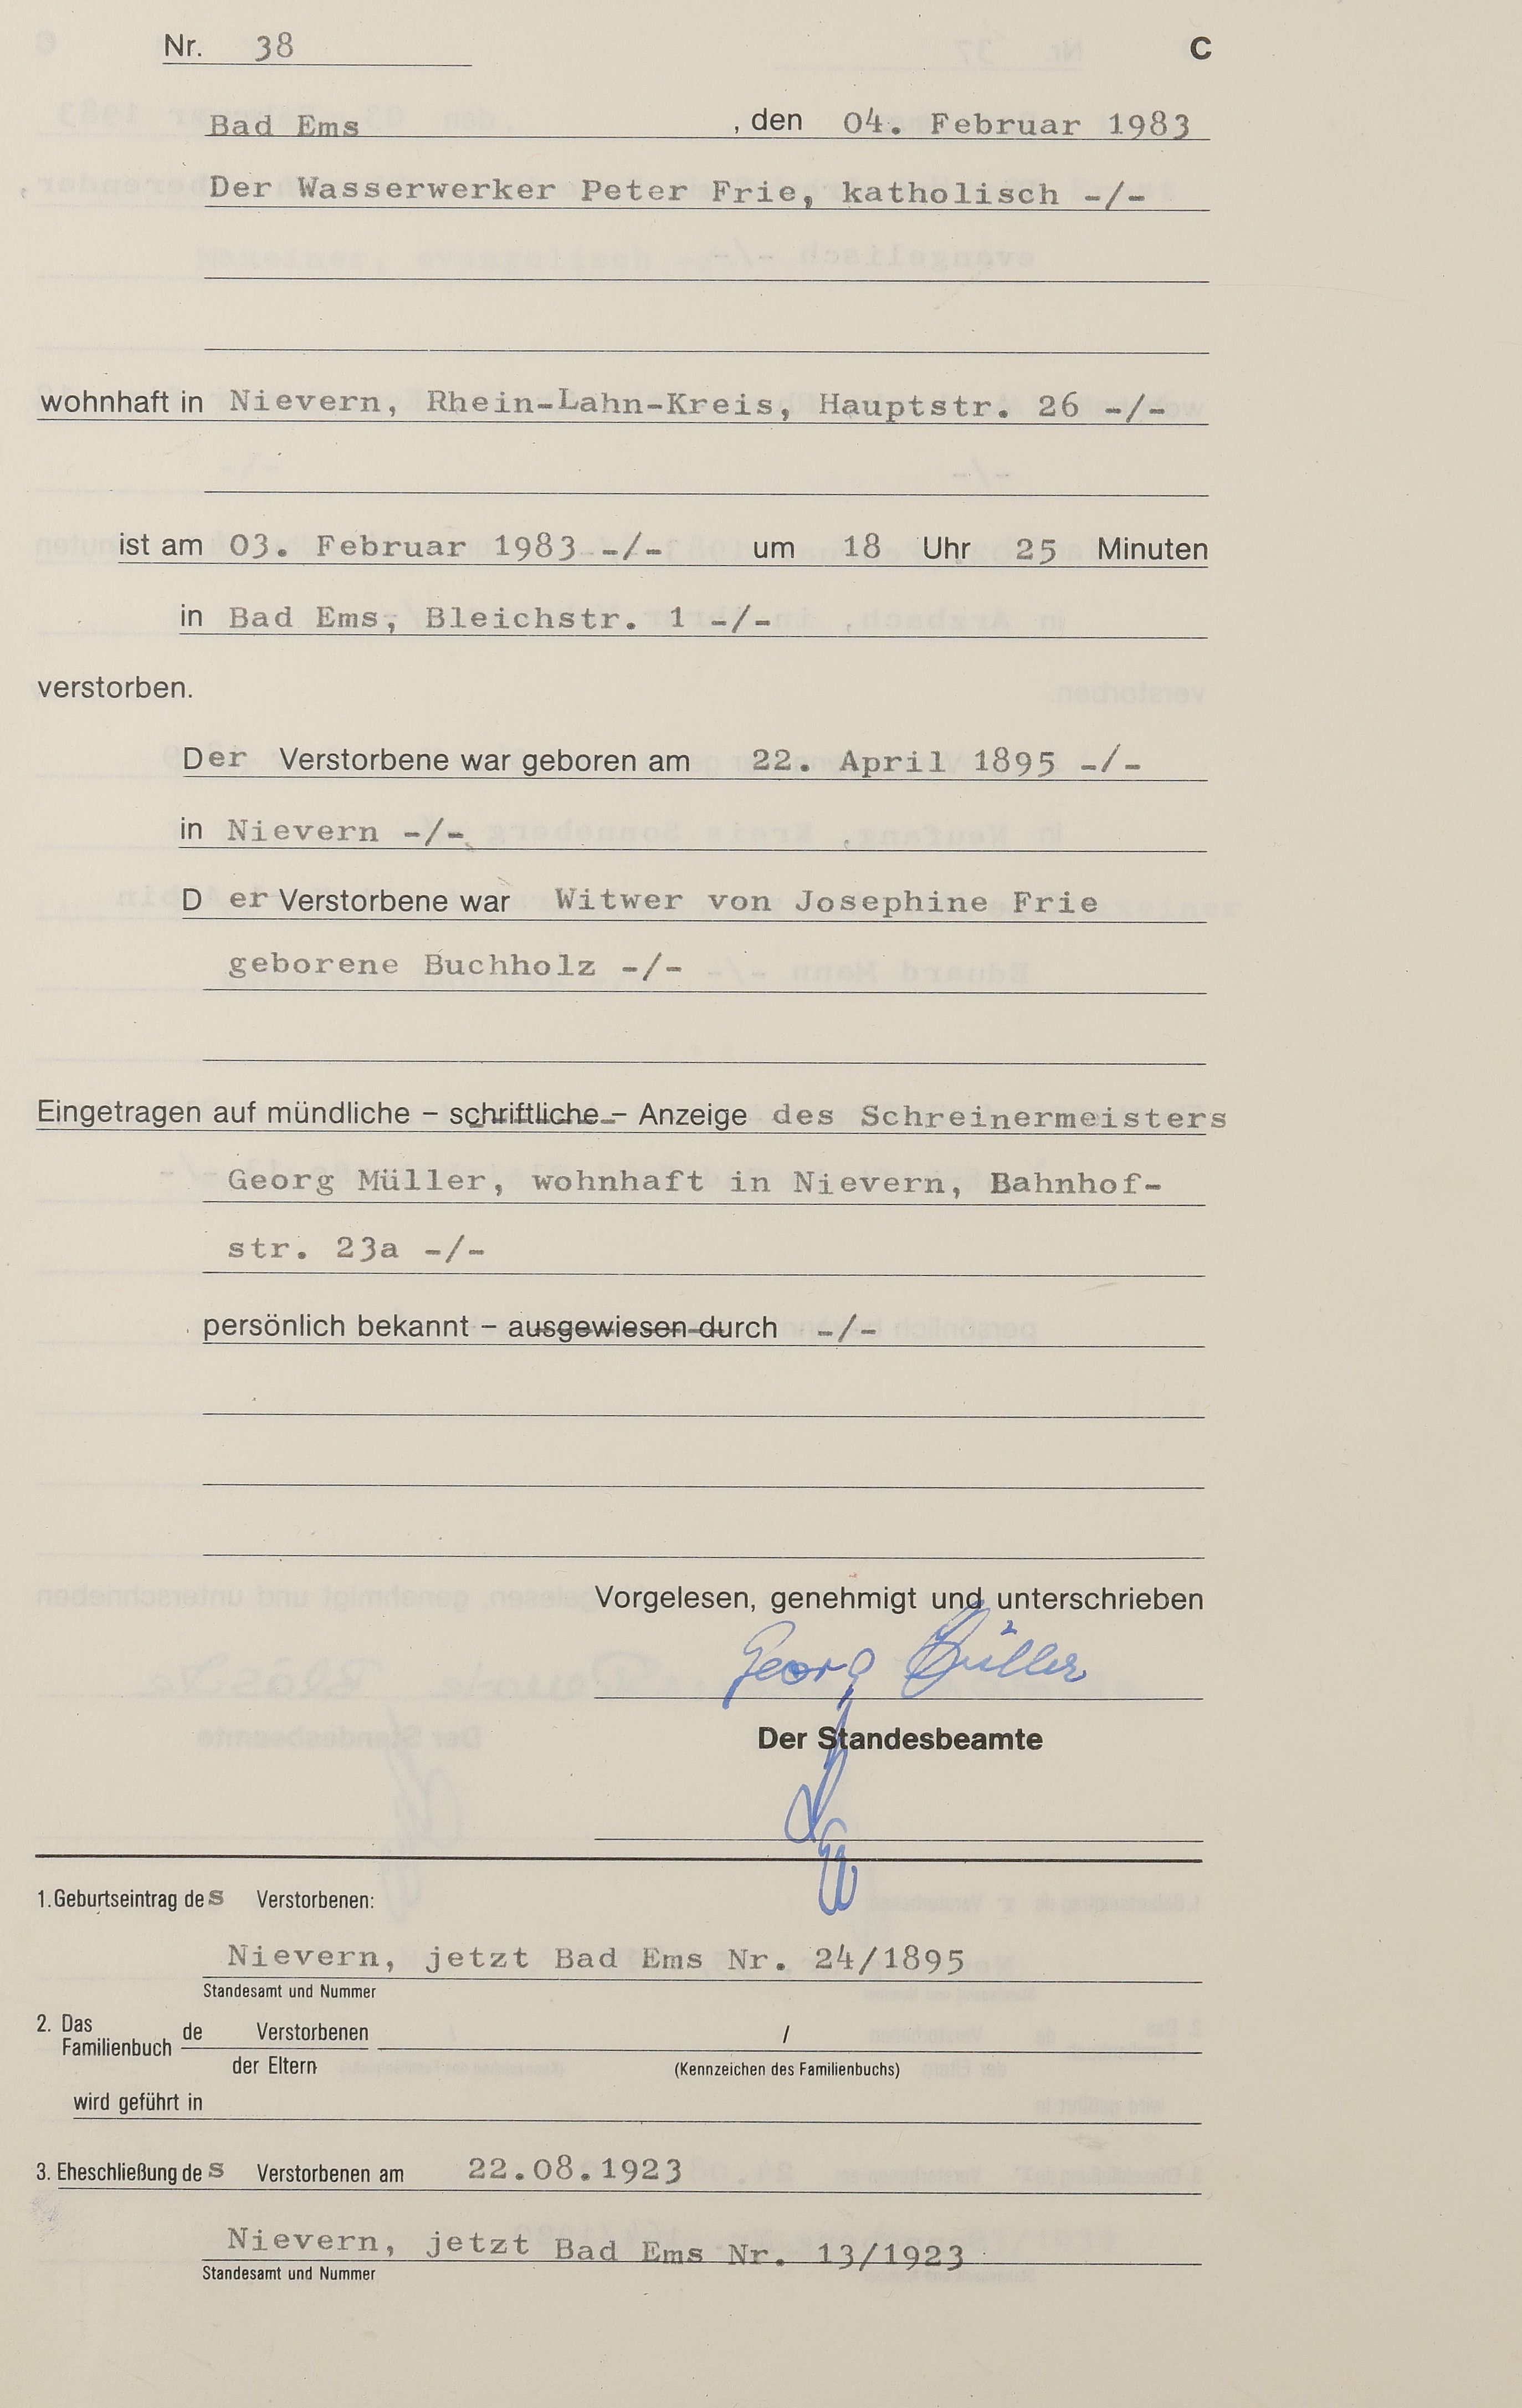 Nr. 38 C
Bad Ems , den 04. Februar 1983
Der Wasserwerker Peter Frie, katholisch -/-
wohnhaft in Nievern, Rhein-Lahn-Kreis, Hauptstr. 26 -/-
ist am 03. Februar 1983 -/- um 18 Uhr 25 Minuten
in Bad Ems, Bleichstr. 1 -/-
verstorben.
Der Verstorbene war geboren am 22. April 1895 -/-
in Nievern -/-
D er Verstorbene war Witwer von Josephine Frie
geborene Buchholz -/-
Eingetragen auf mündliche – schriftliche – Anzeige des Schreinermeisters
Georg Müller, wohnhaft in Nievern, Bahnhof-
str. 23a -/-
persönlich bekannt – ausgewiesen durch -/-
Vorgelesen, genehmigt und unterschrieben
Georg Müller
Der Standesbeamte
1. Geburtseintrag des Verstorbenen:
Nievern, jetzt Bad Ems Nr. 24/1895
Standesamt und Nummer
2. Das Familienbuch de Verstorbenen /
der Eltern (Kennzeichen des Familienbuchs)
wird geführt in
3. Eheschließung des Verstorbenen am 22.08.1923
Nievern, jetzt Bad Ems Nr. 13/1923
Standesamt und Nummer